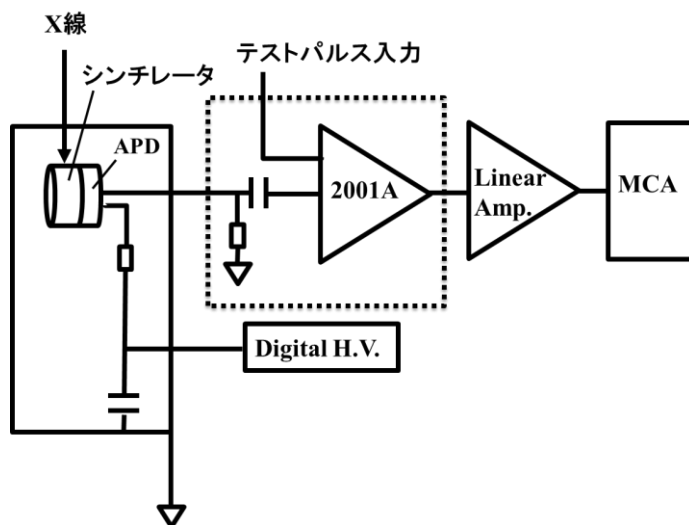 X線
シンチレータ
APD
テストパルス入力
2001A
Linear
Amp.
MCA
Digital H.V.